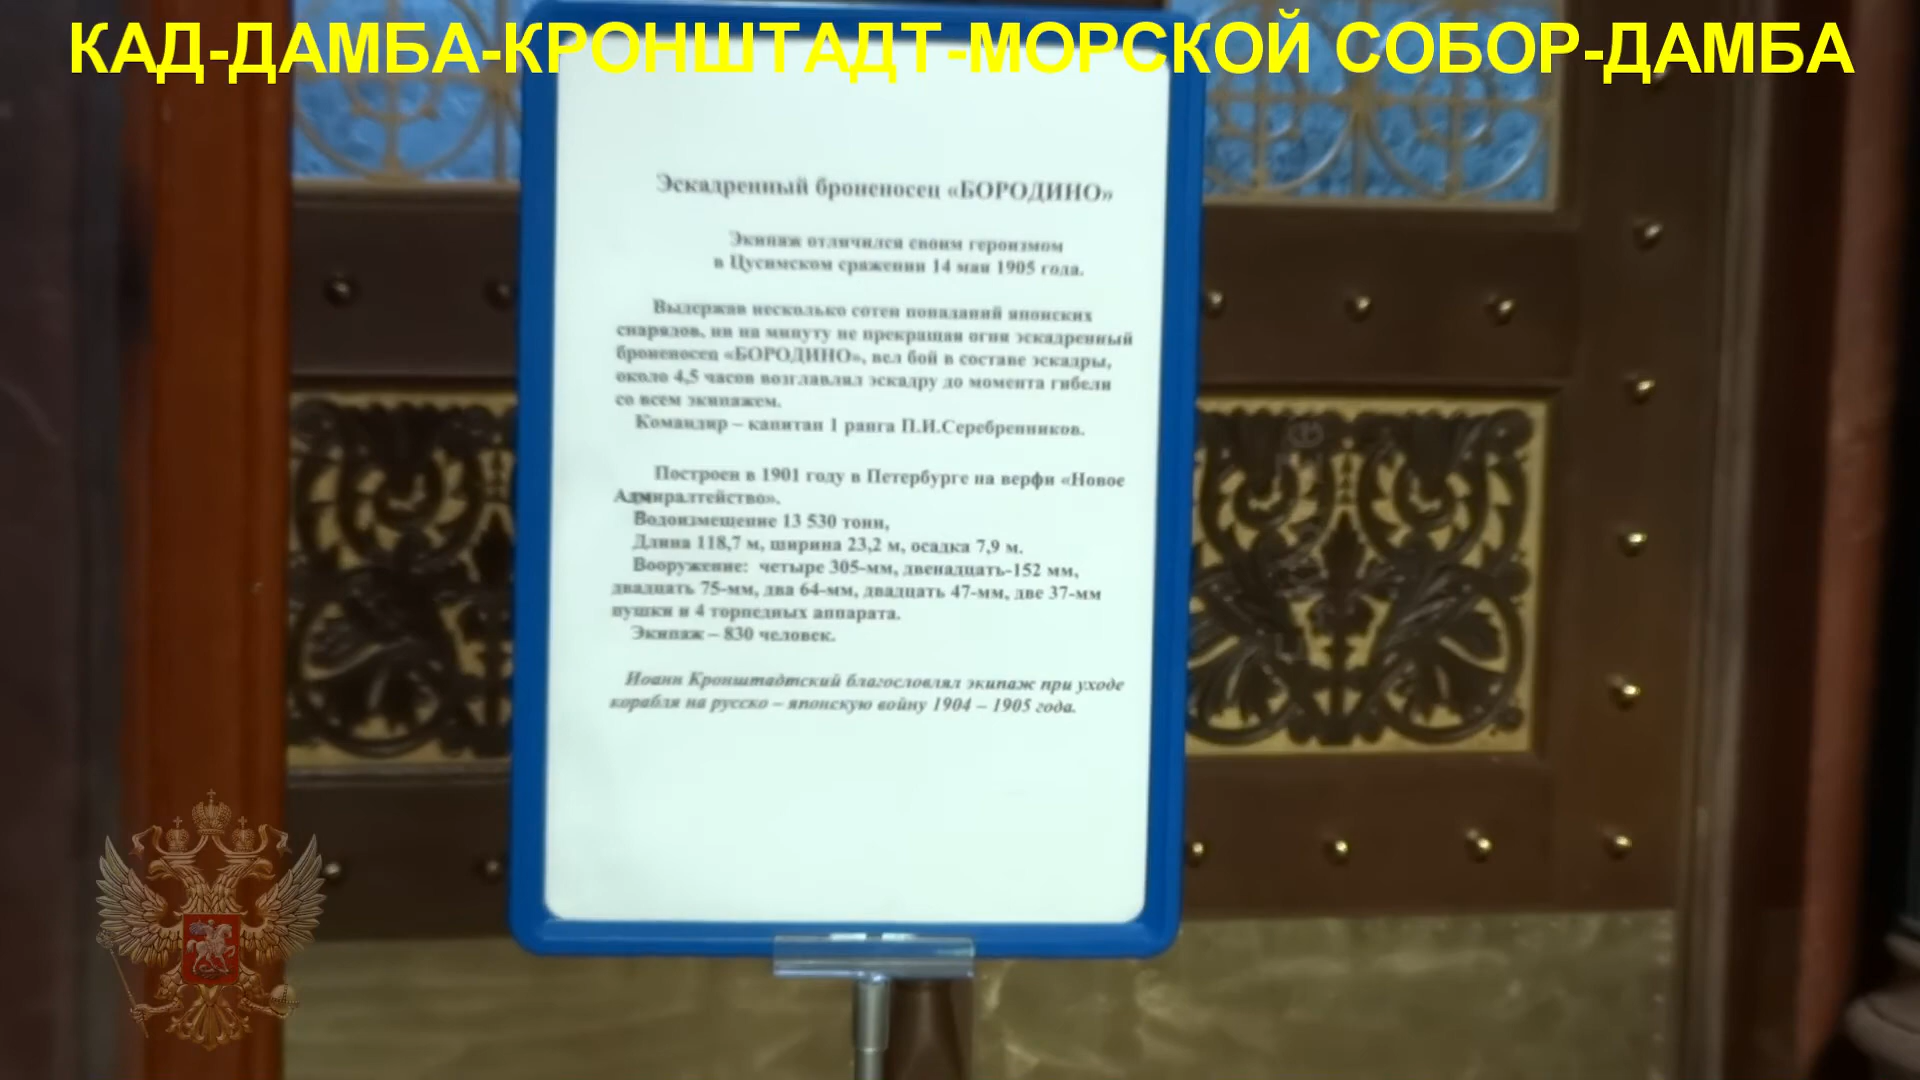 КАД-ДАМБА-КРОНШТАДТ-МОРСКОЙ СОБОР-ДАМБА
Эскадренный броненосец «БОРОДИНО»
Экипаж отличился своим героизмом
в Цусимском сряжении 14 мая 1905 года.
Выдержав несколько сотен попаданий японских
снарядов, ни на минуту не прекращая огня эскадренный
броненосец «БОРОДИНО», вел бой в составе эскадры,
около 4,5 часов возглавлял эскадру до момента гибели
со всем экипажем.
Командир – капитан 1 ранга П.И.Серебренников.
Построен в 1901 году в Петербурге на верфи «Новое
Адмиралтейство».
Водоизмещение 13 530 тонн,
Длина 118,7 м, ширина 23,2 м, осадка 7,9 м.
Вооружение: четыре 305-мм, двенадцать-152 мм,
двадцать 75-мм, два 64-мм, двадцать 47-мм, две 37-мм
пушки и 4 торпедных аппарата.
Экипаж – 830 человек.
Иоанн Кронштадтский благословлял экипаж при уходе
корабля на русско – японскую войну 1904 – 1905 года.